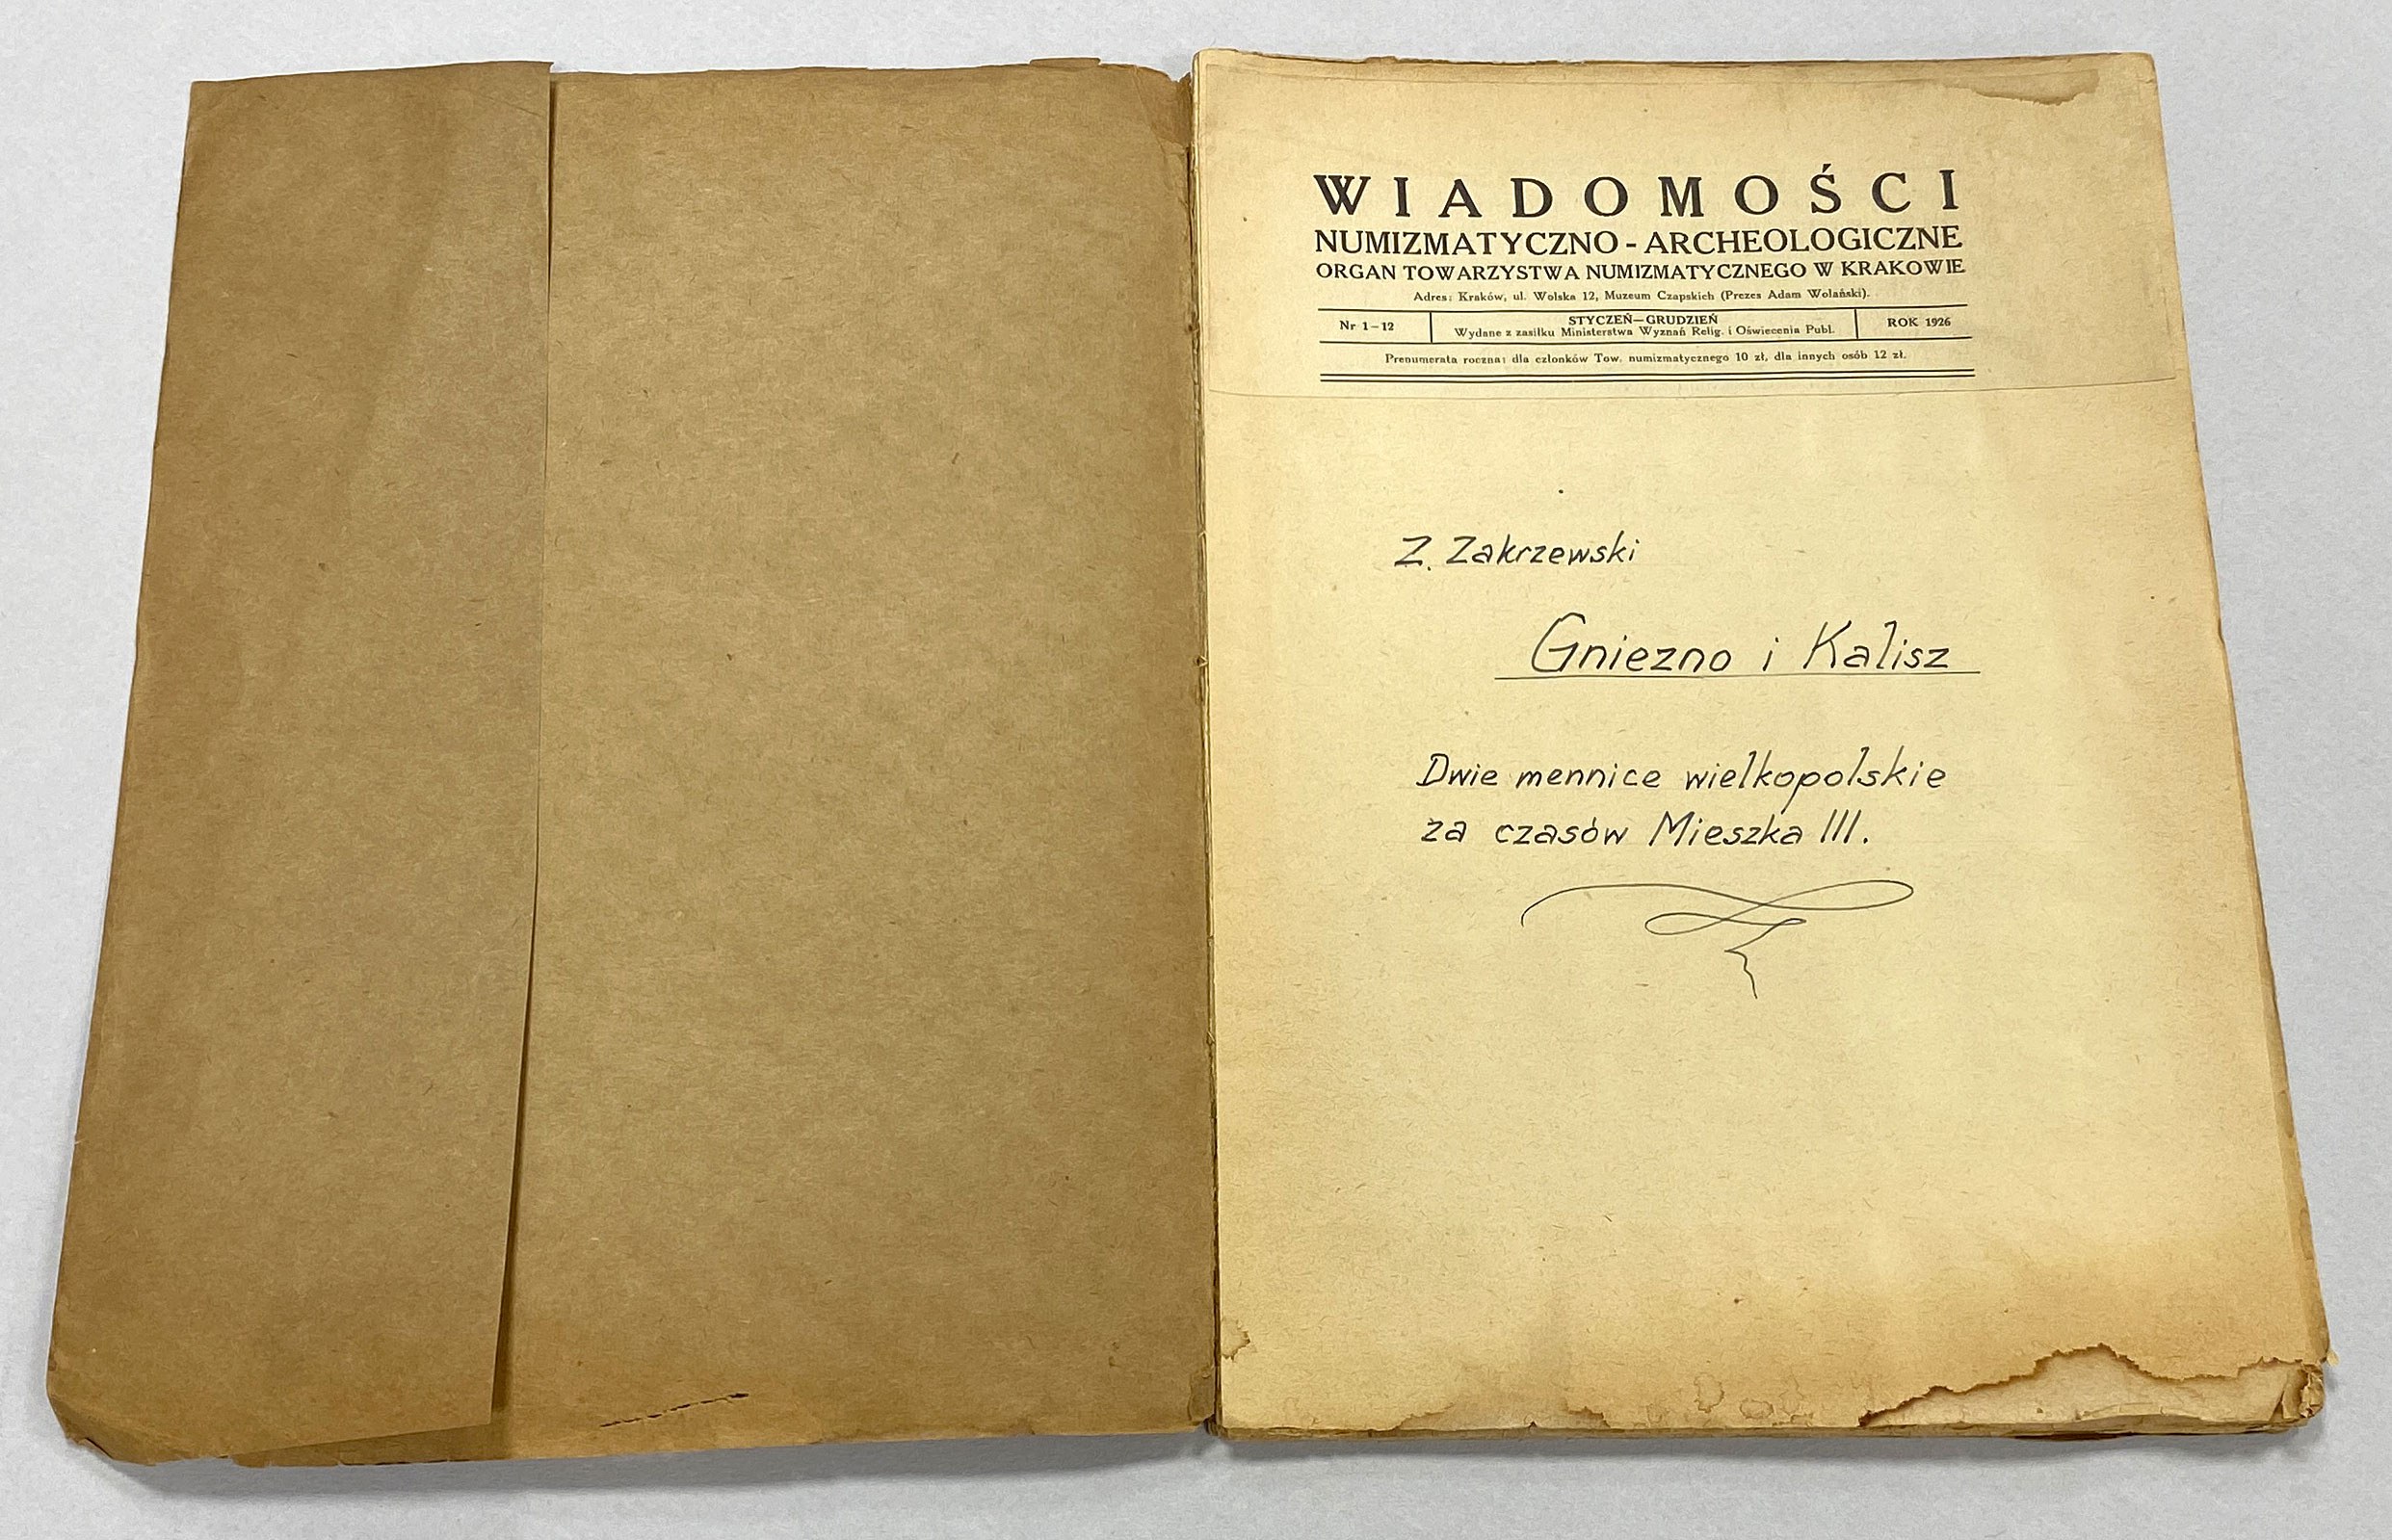 WIADOMOŚCI
NUMIZMATYCZNO-ARCHEOLOGICZNE
ORGAN TOWARZYSTWA NUMIZMATYCZNEGO W KRAKOWIE
Adres: Kraków, ul. Wolska 12, Muzeum Czapskich (Prezes Adam Wolański).
Nr 1-12
STYCZEŃ—GRUDZIEŃ
Wydane z zasiłku Ministerstwa Wyznań Relig. i Oświecenia Publ.
ROK 1926
Prenumerata roczna: dla członków Tow. numizmatycznego 10 zł, dla innych osób 12 zł.
Z. Zakrzewski
Gniezno i Kalisz
Dwie mennice wielkopolskie
za czasów Mieszka III.